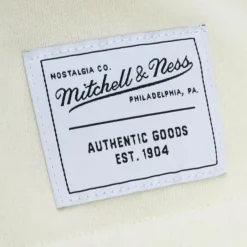 NOSTALGIA CO.
Mitchell & Ness
PHILADELPHIA, PA.
AUTHENTIC GOODS
EST. 1904